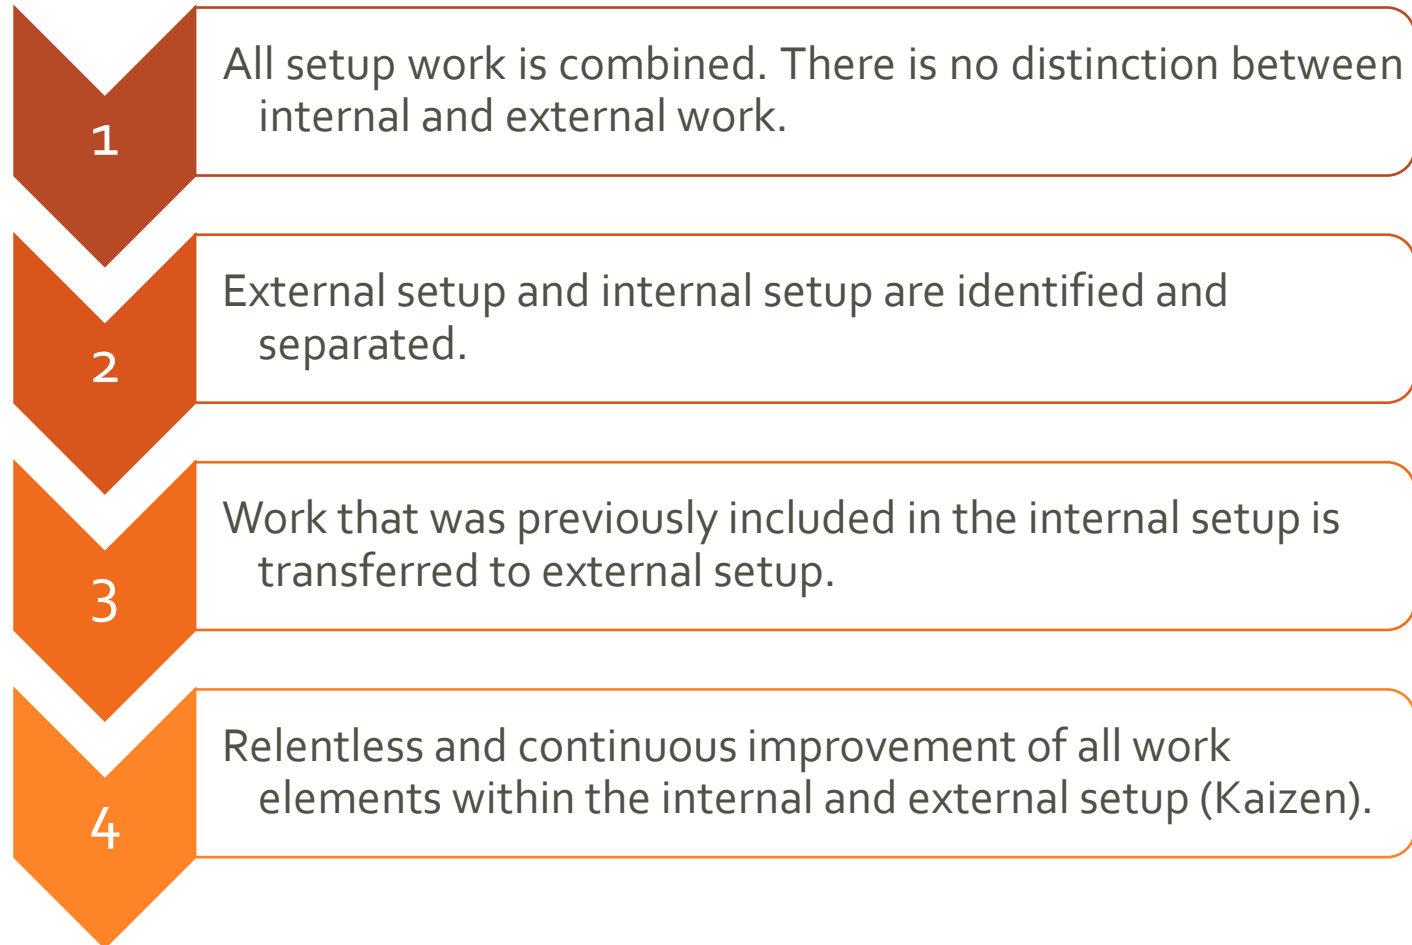 1
All setup work is combined. There is no distinction between
internal and external work.
2
External setup and internal setup are identified and
separated.
3
Work that was previously included in the internal setup is
transferred to external setup.
4
Relentless and continuous improvement of all work
elements within the internal and external setup (Kaizen).